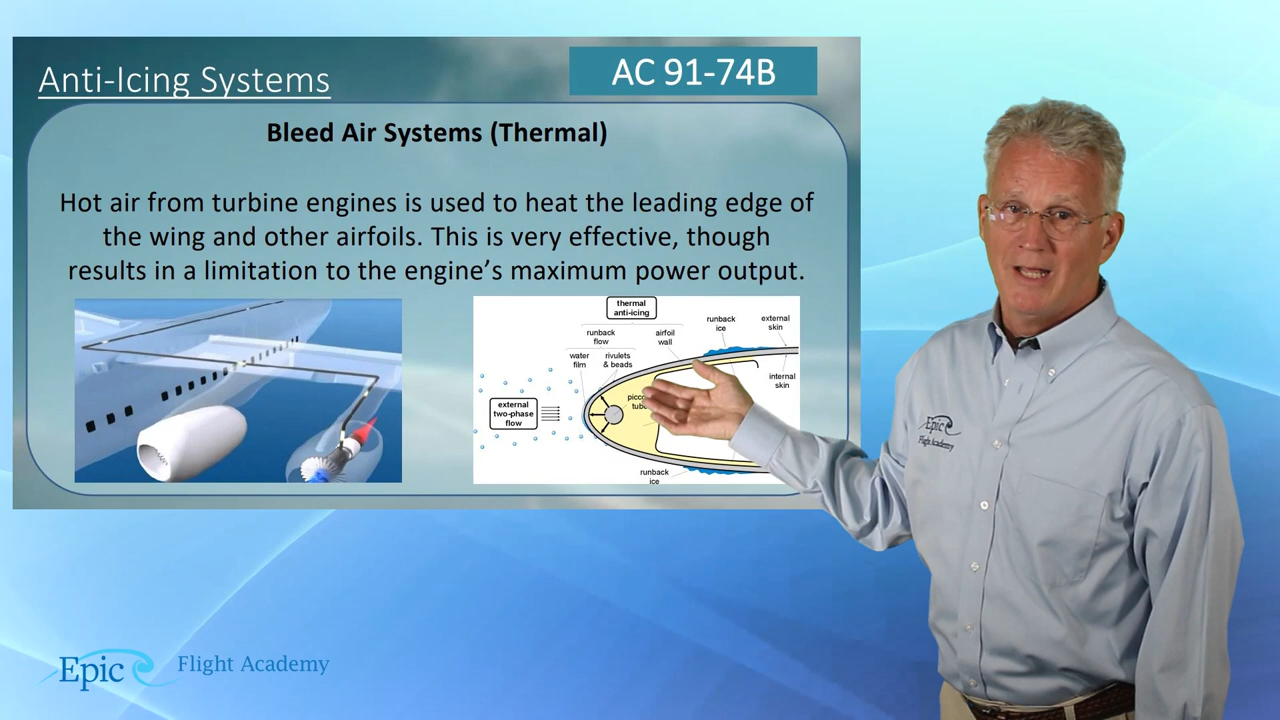 Anti-Icing Systems
AC 91-74B
Bleed Air Systems (Thermal)
Hot air from turbine engines is used to heat the leading edge of
the wing and other airfoils. This is very effective, though
results in a limitation to the engine’s maximum power output.
thermal
anti-icing
runback
flow
airfoil
wall
runback
ice
external
skin
water
film
rivulets
& beads
internal
skin
external
two-phase
flow
runback
ice
Epic
Flight Academy
Epic
Flight Academy